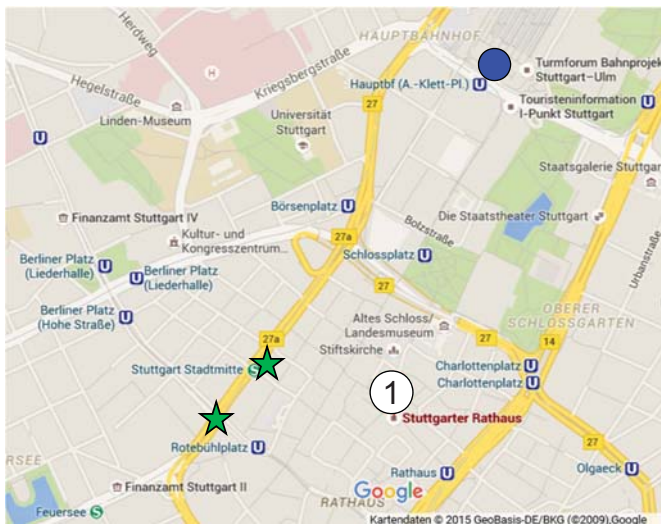 HAUPTBAHNHOF
Herdweg
Turmforum Bahnprojek
Stuttgart-Ulm
Hegelstraße
Kriegsbergstraße
H
Hauptbf (A.-Klett-Pl.) U
27
Linden-Museum
Touristeninformation
I-Punkt Stuttgart
U
Universität
Stuttgart
U
Staatsgalerie Stuttgar
Börsenplatz U
Finanzamt Stuttgart IV
Die Staatstheater Stuttgart
Bolzstraße
Kultur- und
Kongresszentrum...
27a
Urbanstraße
Berliner Platz
(Liederhalle) U
Schlossplatz U
U Berliner Platz
(Liederhalle)
27
Berliner Platz
(Hohe Straße) U
OBERER
SCHLOSSGARTEN
Altes Schloss/
Landesmuseum
27
27a
14
Stiftskirche
Stuttgart Stadtmitte S
Charlottenplatz U
Charlottenplatz U
1
Stuttgarter Rathaus
Rotebühlplatz U
27
ERSEE
Rathaus U
Olgaeck U
Finanzamt Stuttgart II
Google
RATHAUS
Feuersee S
Kartendaten © 2015 GeoBasis-DE/BKG (©2009),Google